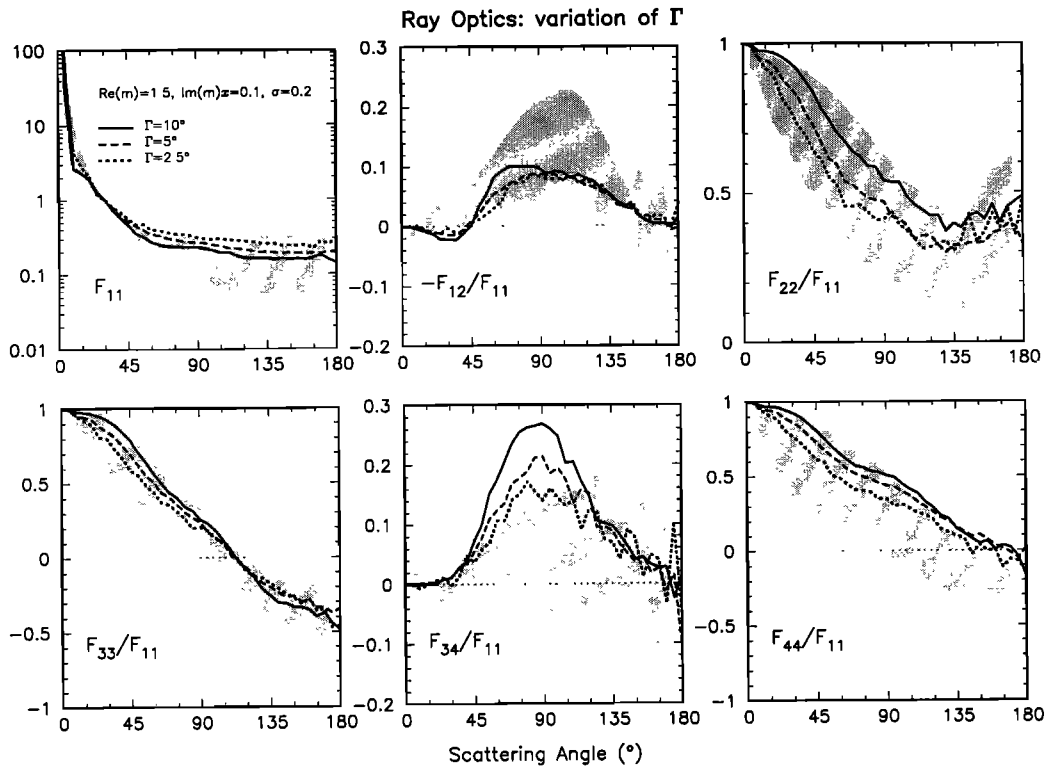 Ray Optics: variation of Γ
100
10
1
0.1
0.01
Re(m)=1 5, Im(m)x=0.1, σ=0.2
Γ=10°
Γ=5°
Γ=2 5°
F11
0 45 90 135 180
0.3
0.2
0.1
0
-0.1
-0.2
-F12/F11
0 45 90 135 180
1
0.5
0
F22/F11
0 45 90 135 180
1
0.5
0
-0.5
-1
F33/F11
0 45 90 135 180
0.3
0.2
0.1
0
-0.1
-0.2
F34/F11
0 45 90 135 180
1
0.5
0
-0.5
-1
F44/F11
0 45 90 135 180
Scattering Angle (°)